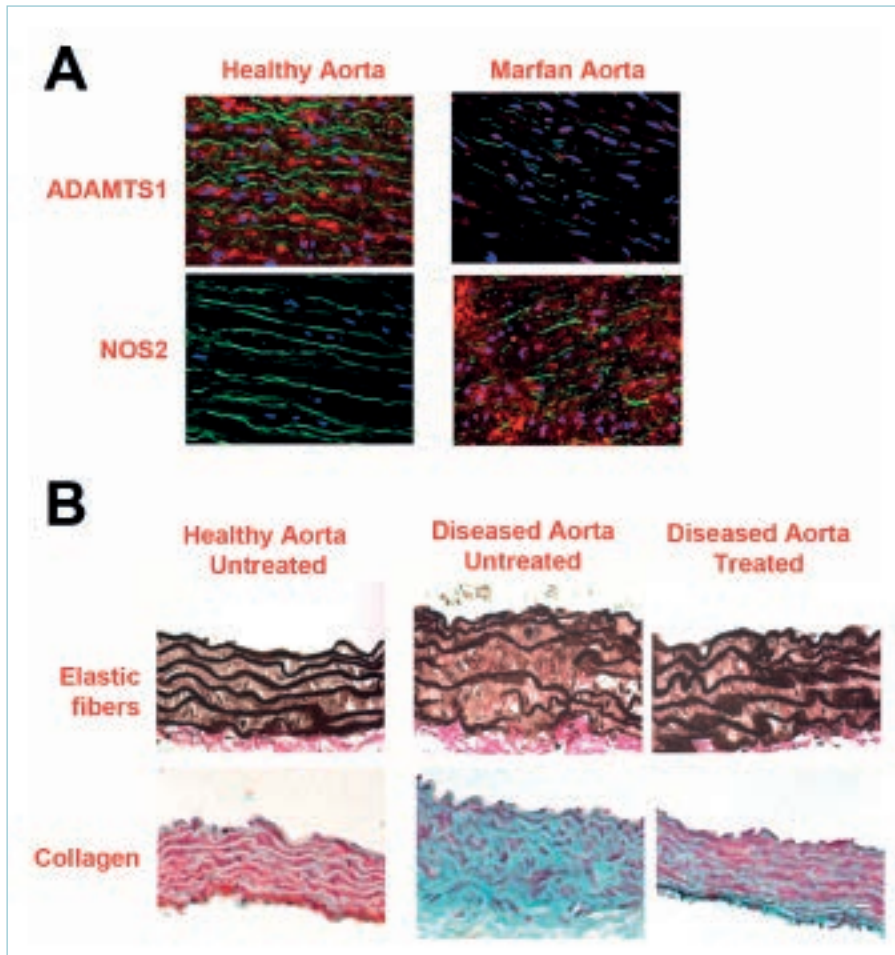 A
Healthy Aorta
Marfan Aorta
ADAMTS1
NOS2
B
Healthy Aorta
Untreated
Diseased Aorta
Untreated
Diseased Aorta
Treated
Elastic
fibers
Collagen